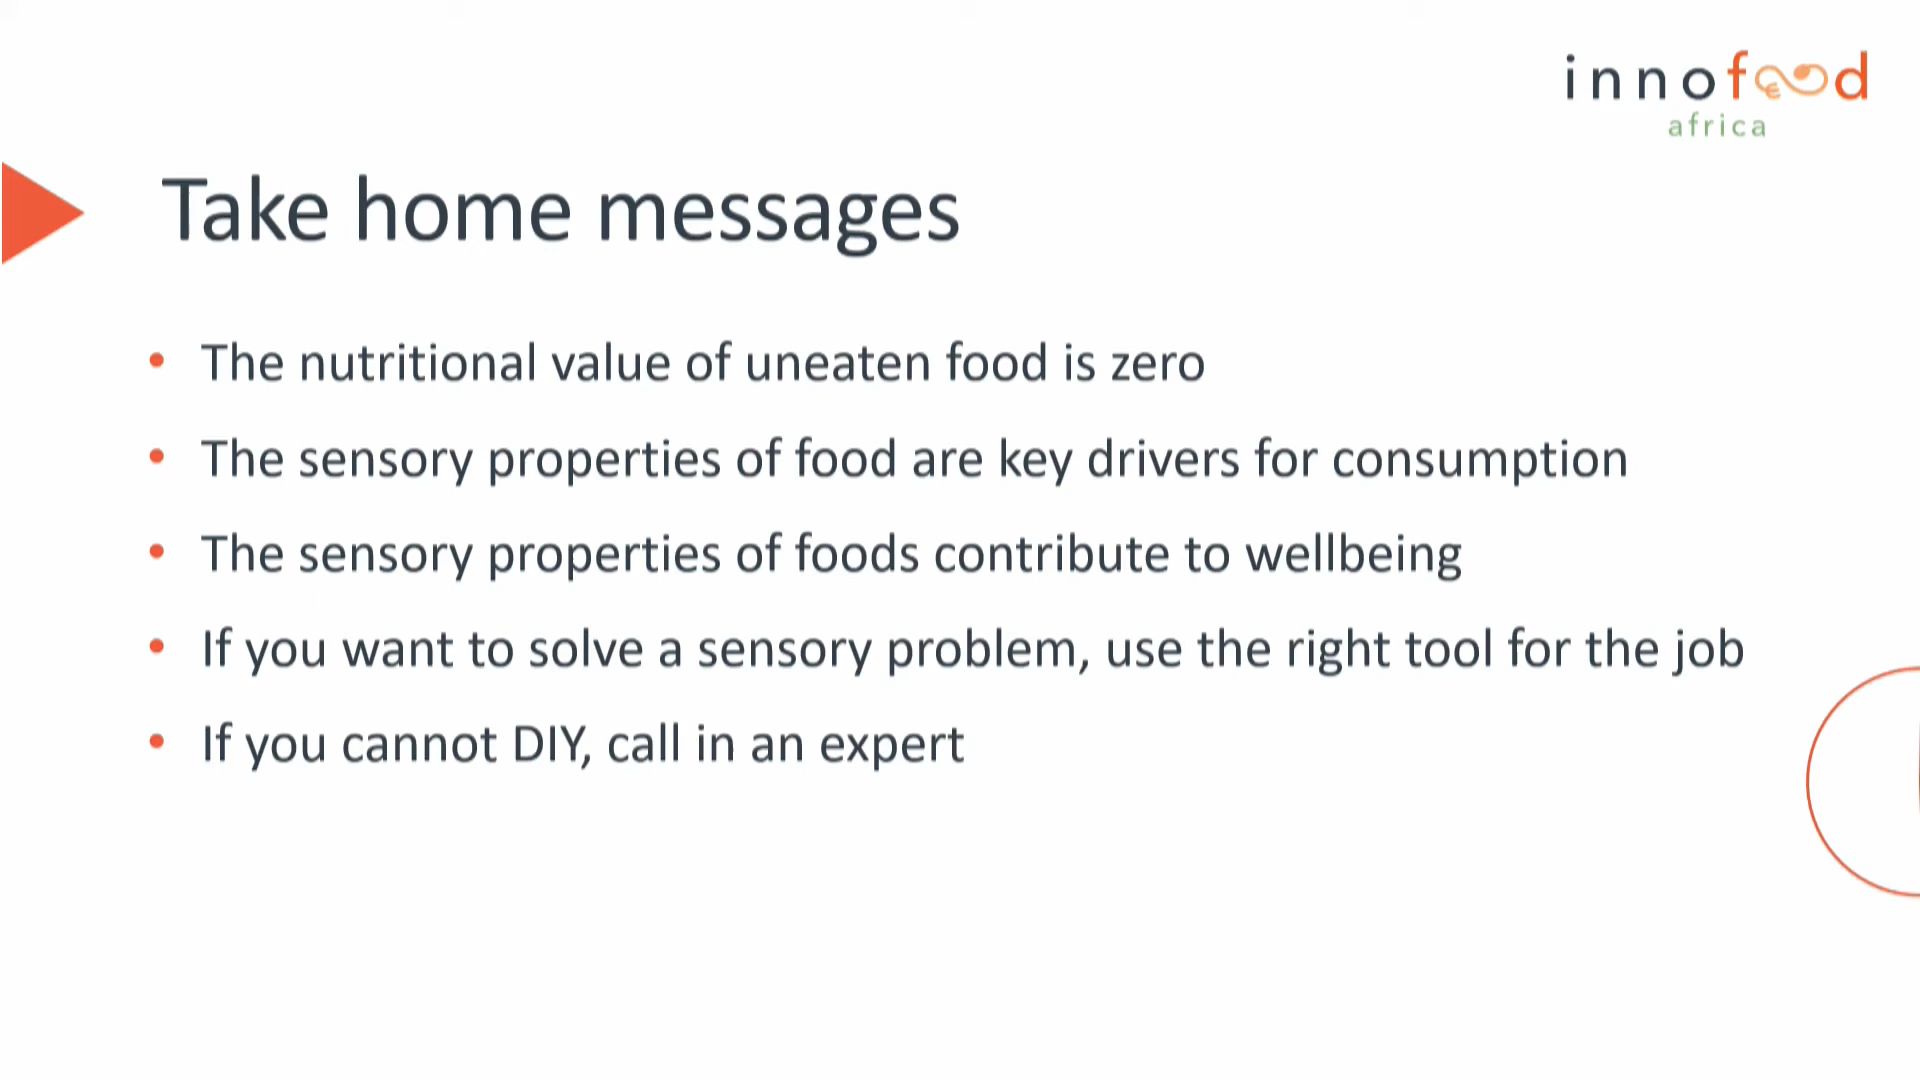 innofood
africa
Take home messages
• The nutritional value of uneaten food is zero
• The sensory properties of food are key drivers for consumption
• The sensory properties of foods contribute to wellbeing
• If you want to solve a sensory problem, use the right tool for the job
• If you cannot DIY, call in an expert